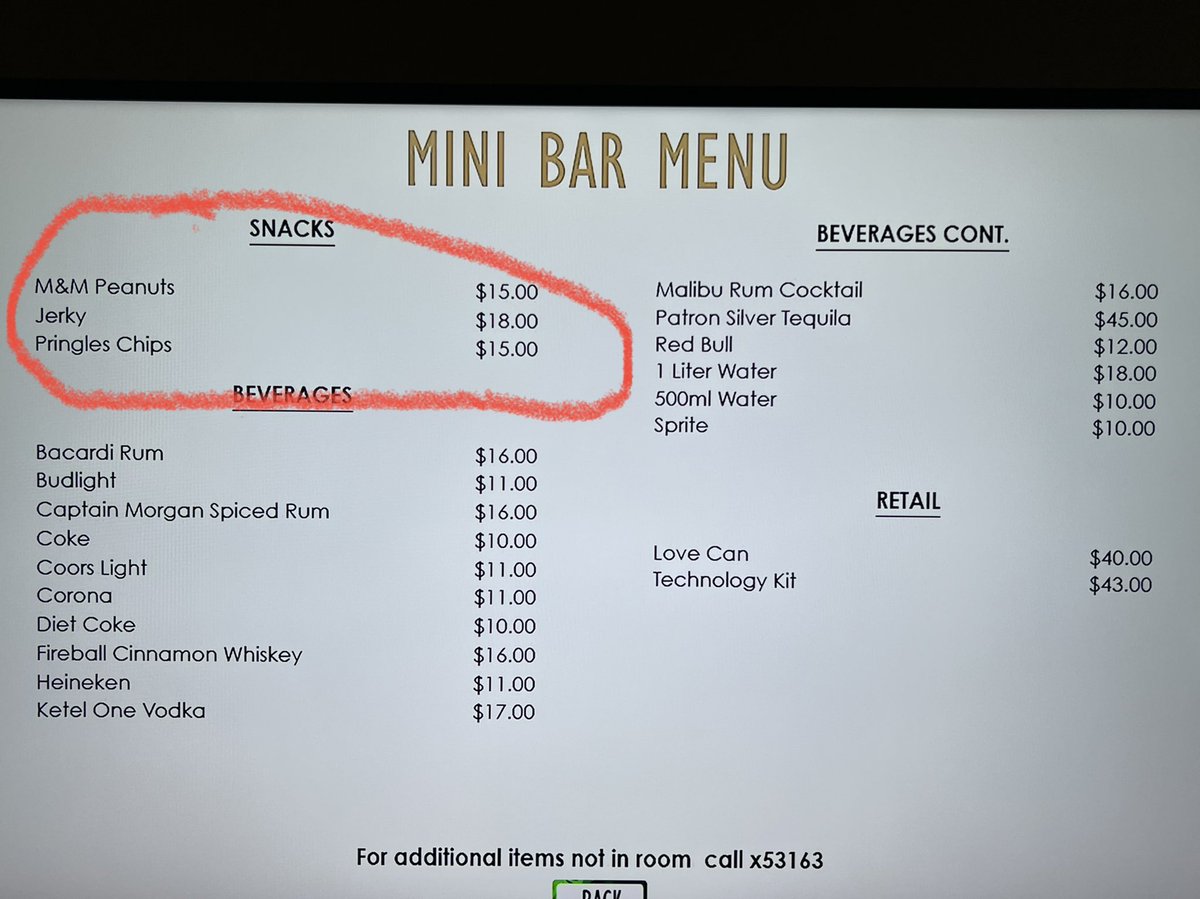 MINI BAR MENU
SNACKS
M&M Peanuts $15.00
Jerky $18.00
Pringles Chips $15.00
BEVERAGES
Bacardi Rum $16.00
Budlight $11.00
Captain Morgan Spiced Rum $16.00
Coke $10.00
Coors Light $11.00
Corona $11.00
Diet Coke $10.00
Fireball Cinnamon Whiskey $16.00
Heineken $11.00
Ketel One Vodka $17.00
BEVERAGES CONT.
Malibu Rum Cocktail $16.00
Patron Silver Tequila $45.00
Red Bull $12.00
1 Liter Water $18.00
500ml Water $10.00
Sprite $10.00
RETAIL
Love Can $40.00
Technology Kit $43.00
For additional items not in room call x53163
BACK